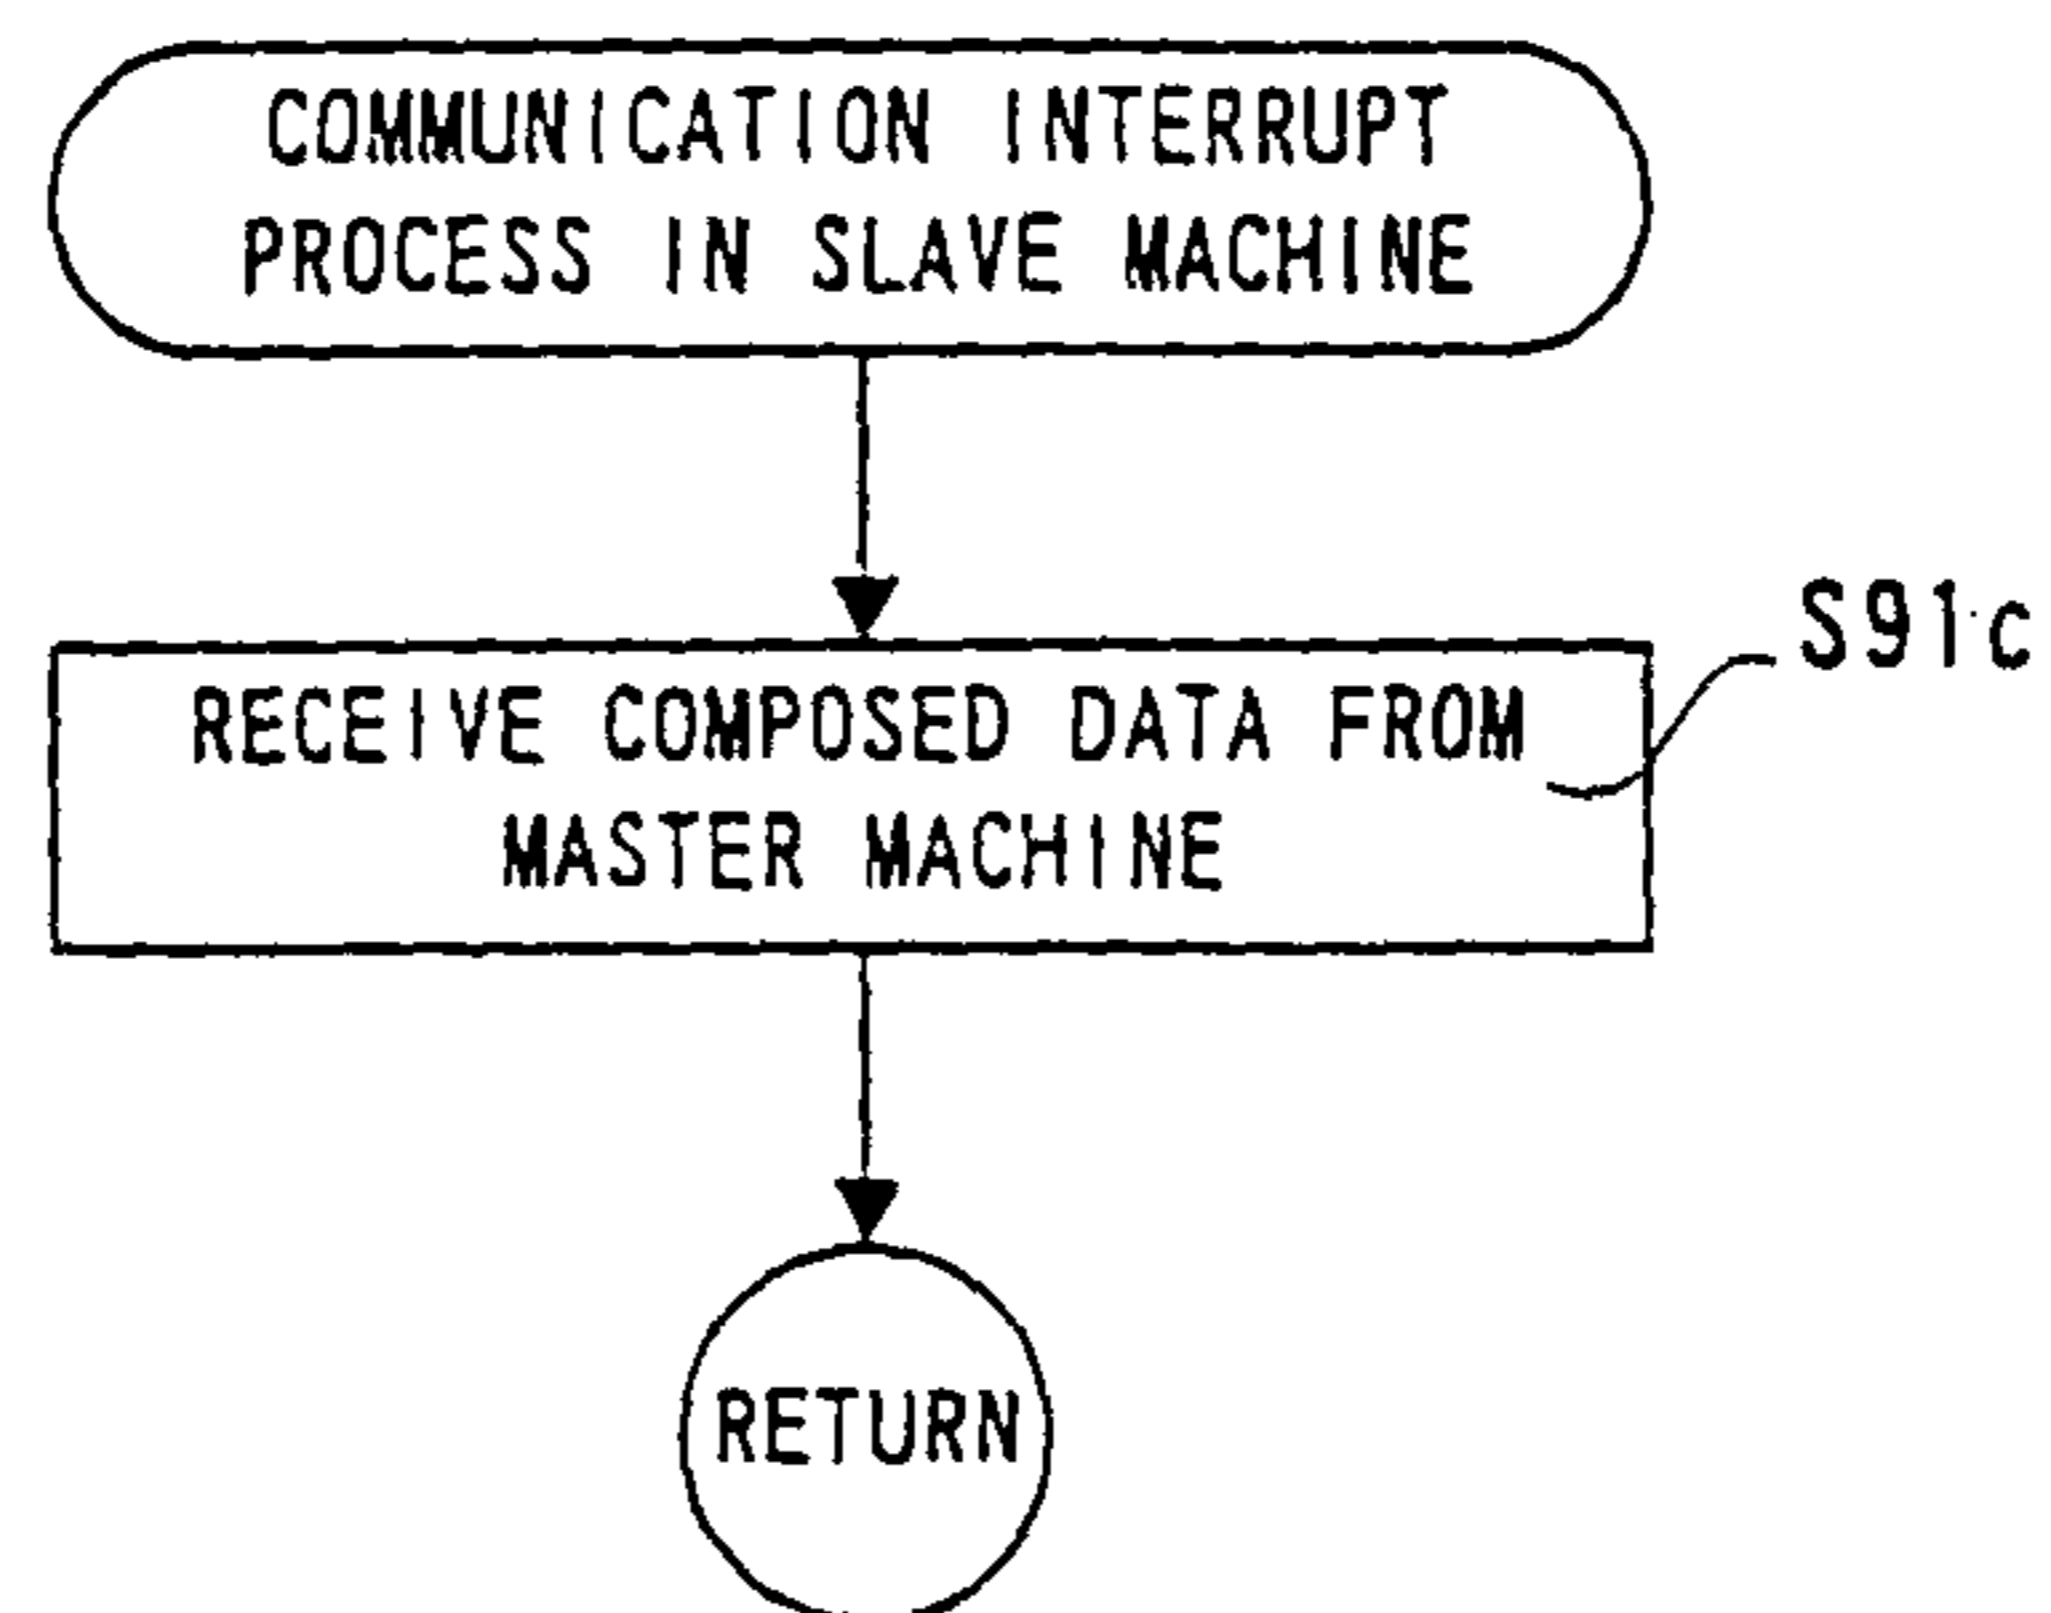 COMMUNICATION INTERRUPT
PROCESS IN SLAVE MACHINE
S91c
RECEIVE COMPOSED DATA FROM
MASTER MACHINE
RETURN